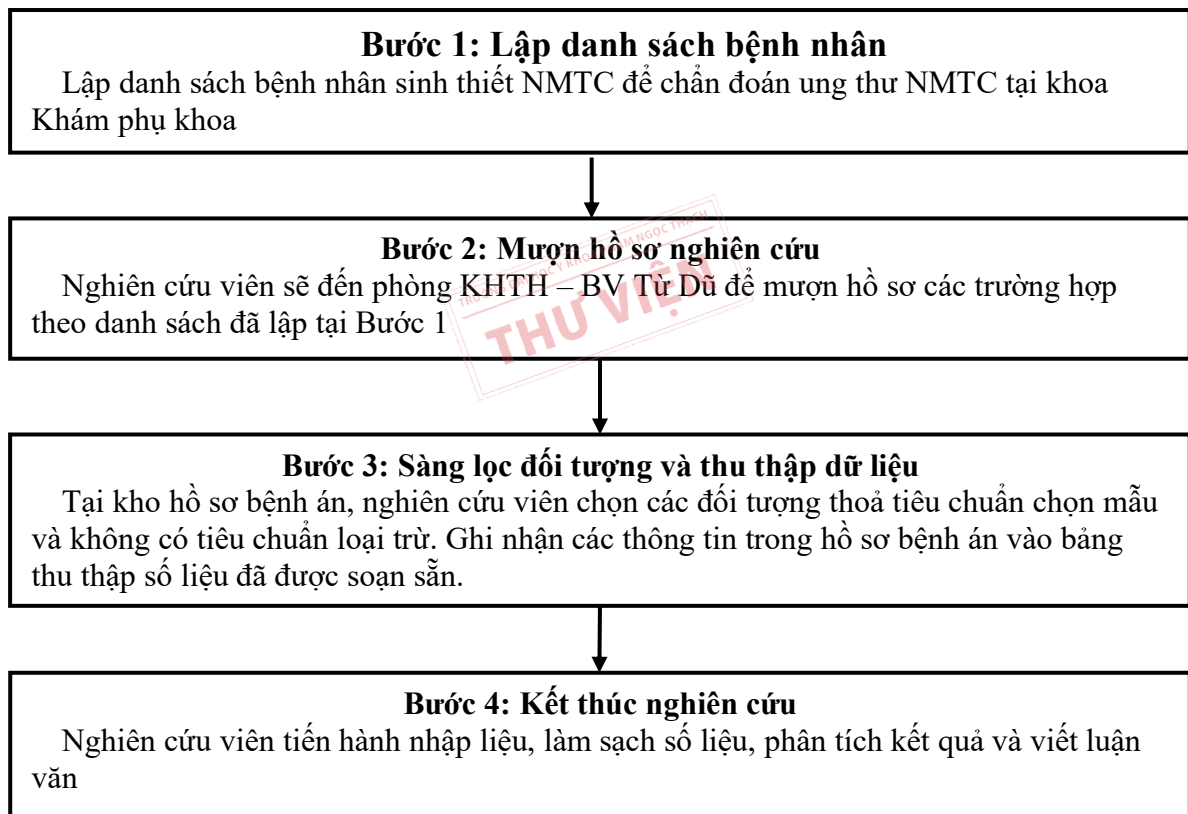 Bước 1: Lập danh sách bệnh nhân
Lập danh sách bệnh nhân sinh thiết NMTC để chẩn đoán ung thư NMTC tại khoa
Khám phụ khoa
Bước 2: Mượn hồ sơ nghiên cứu
Nghiên cứu viên sẽ đến phòng KHTH – BV Từ Dũ để mượn hồ sơ các trường hợp
theo danh sách đã lập tại Bước 1
TRƯỜNG ĐẠI HỌC Y KHOA PHẠM NGỌC THẠCH
THƯ VIỆN
Bước 3: Sàng lọc đối tượng và thu thập dữ liệu
Tại kho hồ sơ bệnh án, nghiên cứu viên chọn các đối tượng thoả tiêu chuẩn chọn mẫu
và không có tiêu chuẩn loại trừ. Ghi nhận các thông tin trong hồ sơ bệnh án vào bảng
thu thập số liệu đã được soạn sẵn.
Bước 4: Kết thúc nghiên cứu
Nghiên cứu viên tiến hành nhập liệu, làm sạch số liệu, phân tích kết quả và viết luận
văn